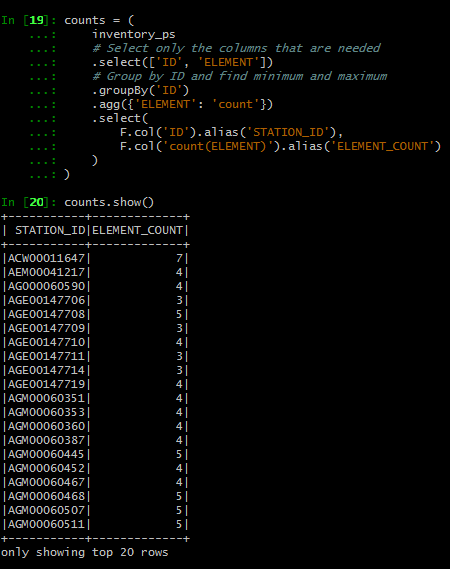 In [19]: counts = (
    ...:     inventory_ps
    ...:     # Select only the columns that are needed
    ...:     .select(['ID', 'ELEMENT'])
    ...:     # Group by ID and find minimum and maximum
    ...:     .groupBy('ID')
    ...:     .agg({'ELEMENT': 'count'})
    ...:     .select(
    ...:         F.col('ID').alias('STATION_ID'),
    ...:         F.col('count(ELEMENT)').alias('ELEMENT_COUNT')
    ...:     )
    ...: )
In [20]: counts.show()
+-----------+-------------+
| STATION_ID|ELEMENT_COUNT|
+-----------+-------------+
|ACW00011647|            7|
|AEM00041217|            4|
|AG000060590|            4|
|AGE00147706|            3|
|AGE00147708|            5|
|AGE00147709|            3|
|AGE00147710|            4|
|AGE00147711|            3|
|AGE00147714|            3|
|AGE00147719|            4|
|AGM00060351|            4|
|AGM00060353|            4|
|AGM00060360|            4|
|AGM00060387|            4|
|AGM00060445|            5|
|AGM00060452|            4|
|AGM00060467|            4|
|AGM00060468|            5|
|AGM00060507|            5|
|AGM00060511|            5|
+-----------+-------------+
only showing top 20 rows